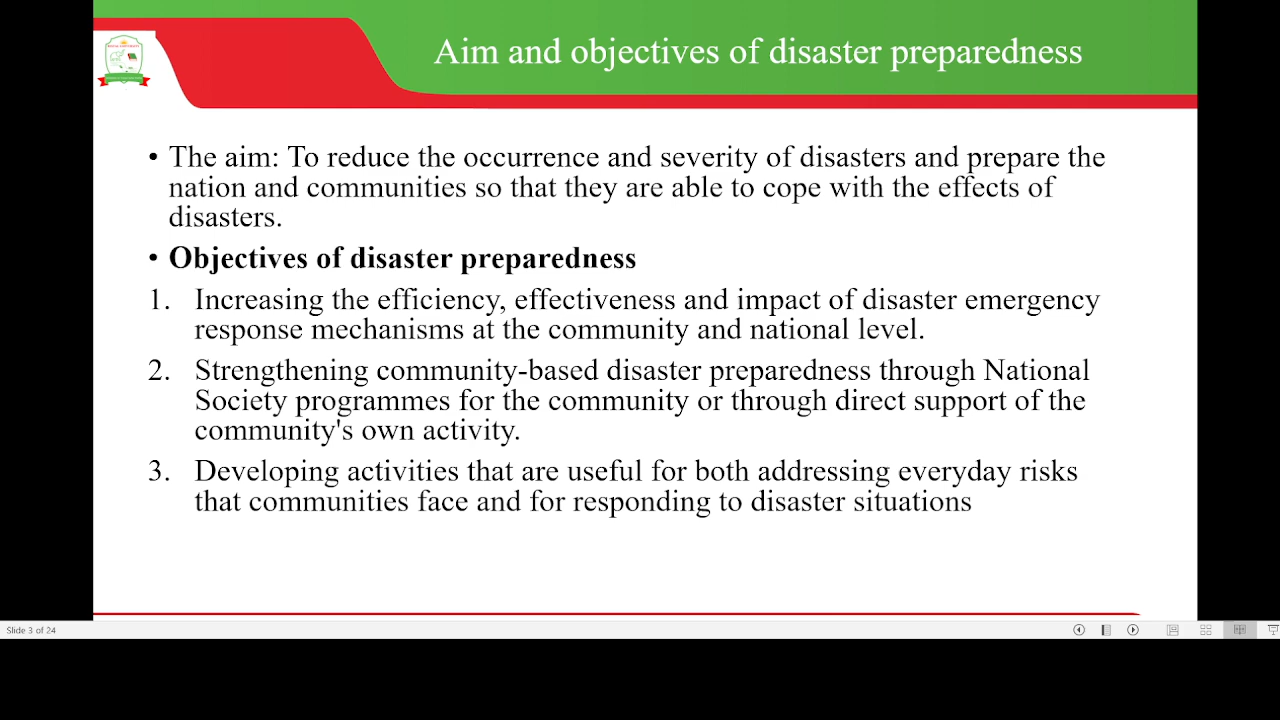 Aim and objectives of disaster preparedness
• The aim: To reduce the occurrence and severity of disasters and prepare the
nation and communities so that they are able to cope with the effects of
disasters.
• Objectives of disaster preparedness
1. Increasing the efficiency, effectiveness and impact of disaster emergency
response mechanisms at the community and national level.
2. Strengthening community-based disaster preparedness through National
Society programmes for the community or through direct support of the
community's own activity.
3. Developing activities that are useful for both addressing everyday risks
that communities face and for responding to disaster situations
Slide 3 of 24